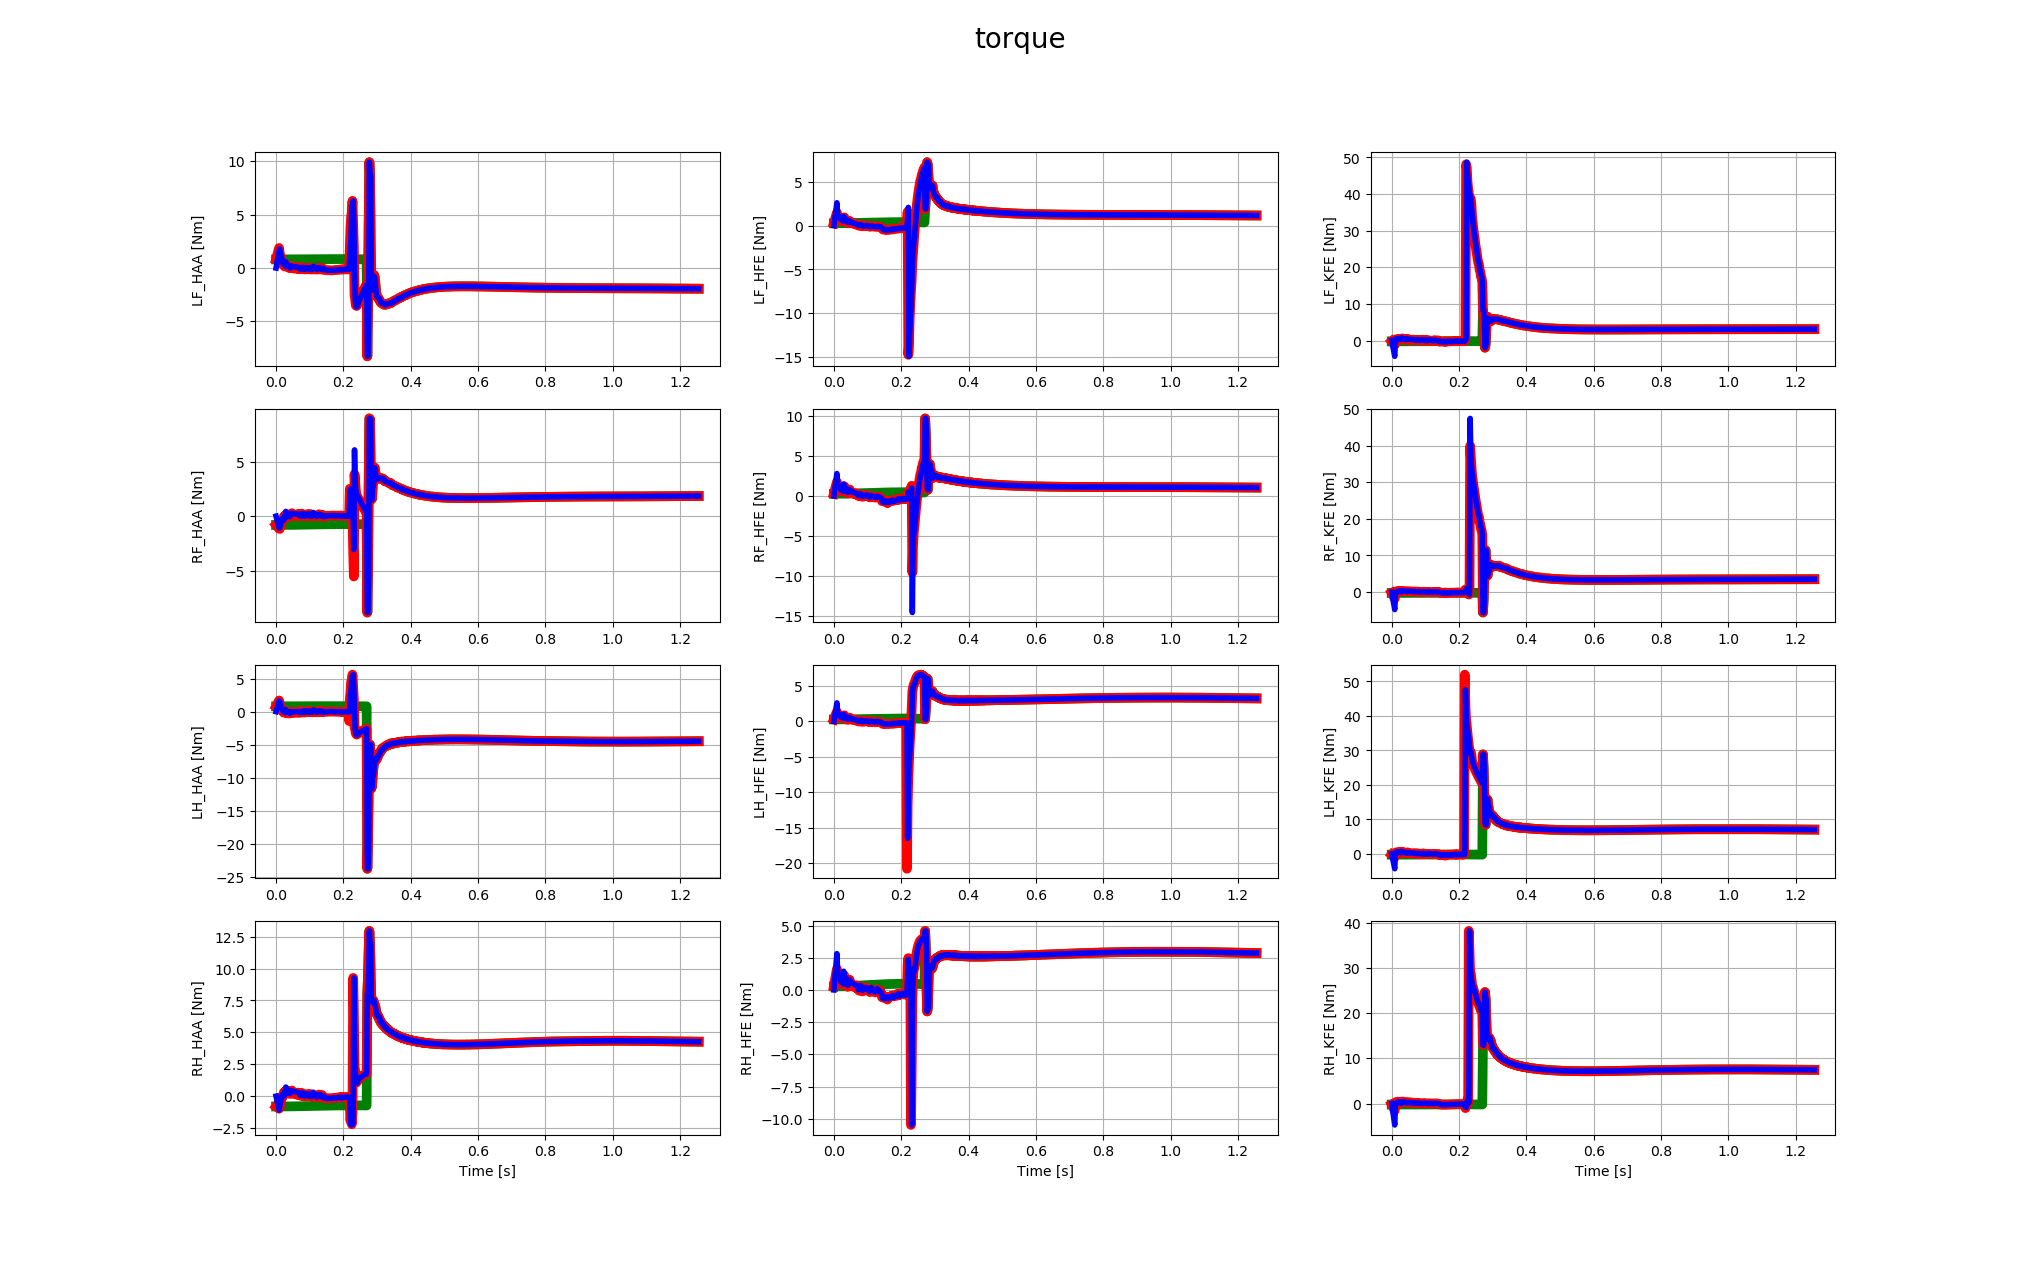 torque
10
5
0
−5
LF_HAA [Nm]
0.0 0.2 0.4 0.6 0.8 1.0 1.2
5
0
−5
−10
−15
LF_HFE [Nm]
0.0 0.2 0.4 0.6 0.8 1.0 1.2
50
40
30
20
10
0
LF_KFE [Nm]
0.0 0.2 0.4 0.6 0.8 1.0 1.2
5
0
−5
RF_HAA [Nm]
0.0 0.2 0.4 0.6 0.8 1.0 1.2
10
5
0
−5
−10
−15
RF_HFE [Nm]
0.0 0.2 0.4 0.6 0.8 1.0 1.2
50
40
30
20
10
0
RF_KFE [Nm]
0.0 0.2 0.4 0.6 0.8 1.0 1.2
5
0
−5
−10
−15
−20
−25
LH_HAA [Nm]
0.0 0.2 0.4 0.6 0.8 1.0 1.2
5
0
−5
−10
−15
−20
LH_HFE [Nm]
0.0 0.2 0.4 0.6 0.8 1.0 1.2
50
40
30
20
10
0
LH_KFE [Nm]
0.0 0.2 0.4 0.6 0.8 1.0 1.2
12.5
10.0
7.5
5.0
2.5
0.0
−2.5
RH_HAA [Nm]
0.0 0.2 0.4 0.6 0.8 1.0 1.2
Time [s]
5.0
2.5
0.0
−2.5
−5.0
−7.5
−10.0
RH_HFE [Nm]
0.0 0.2 0.4 0.6 0.8 1.0 1.2
Time [s]
40
30
20
10
0
RH_KFE [Nm]
0.0 0.2 0.4 0.6 0.8 1.0 1.2
Time [s]